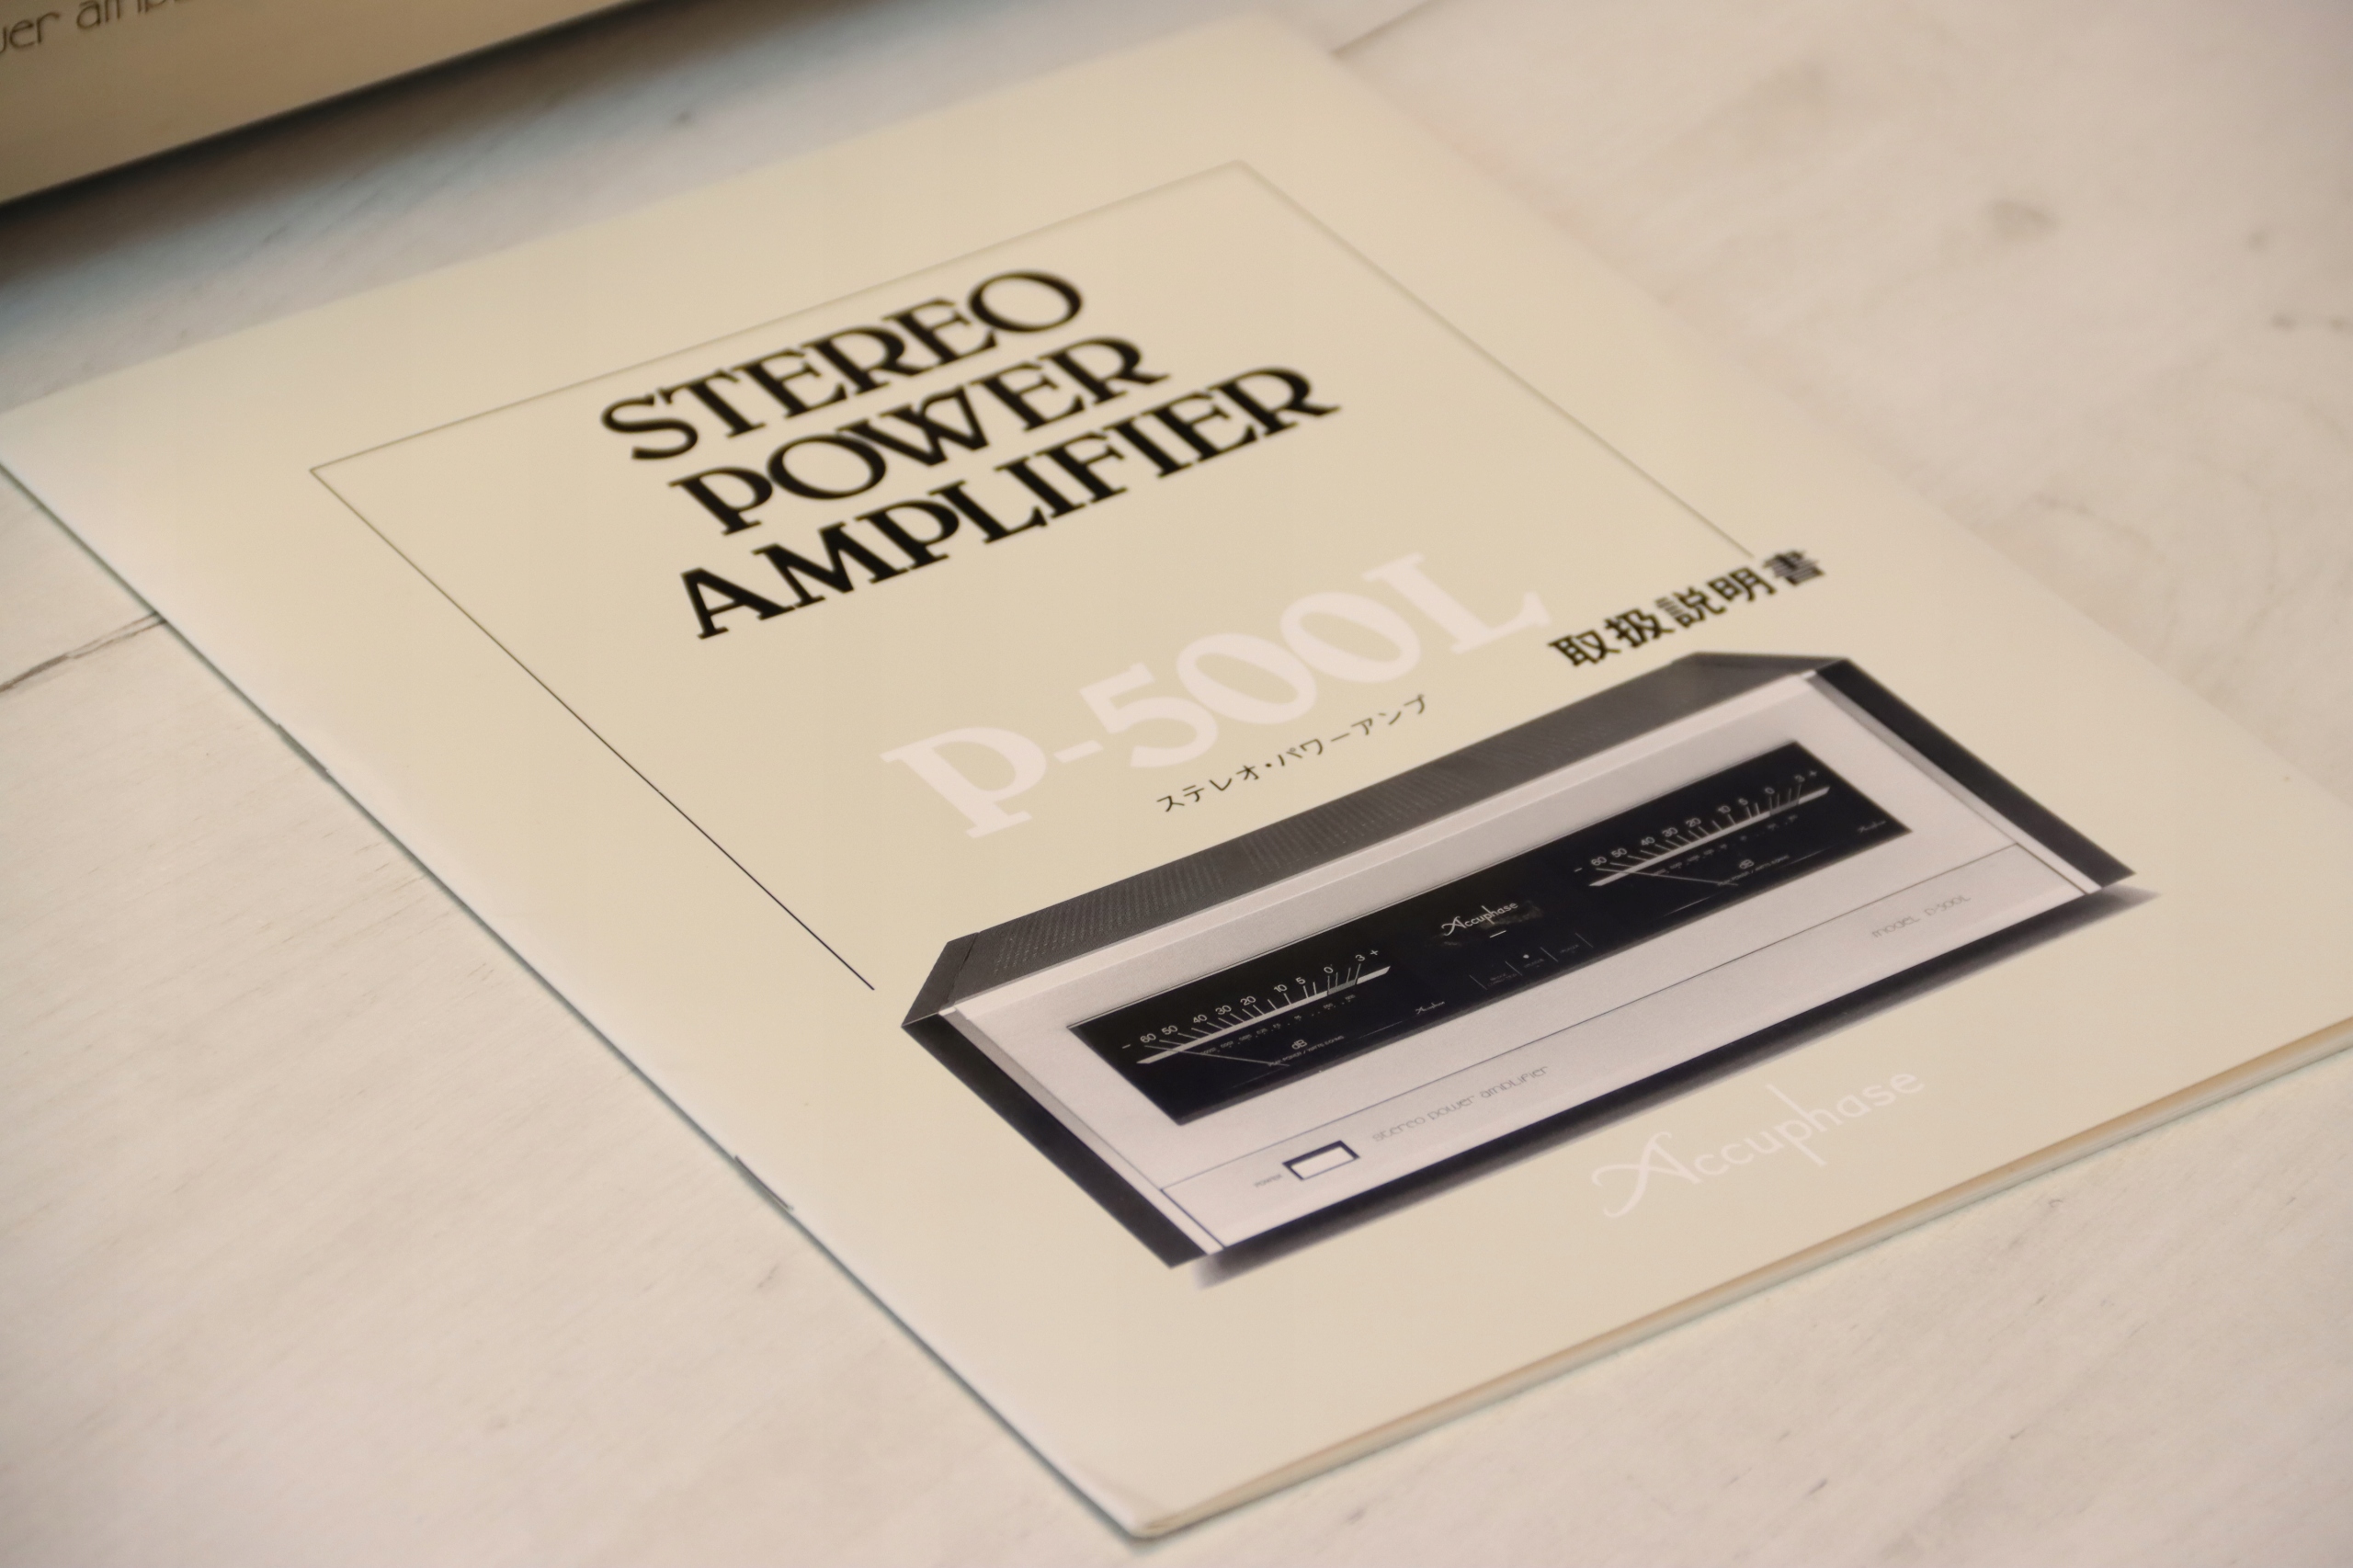 STEREO
POWER
AMPLIFIER
P-500L
取扱説明書
ステレオ・パワーアンプ
- 60 50 40 30 20 10 5 0 3 +
dB
Accuphase
- 60 50 40 30 20 10 5 0 3 +
dB
model P-500L
POWER
stereo power amplifier
Accuphase